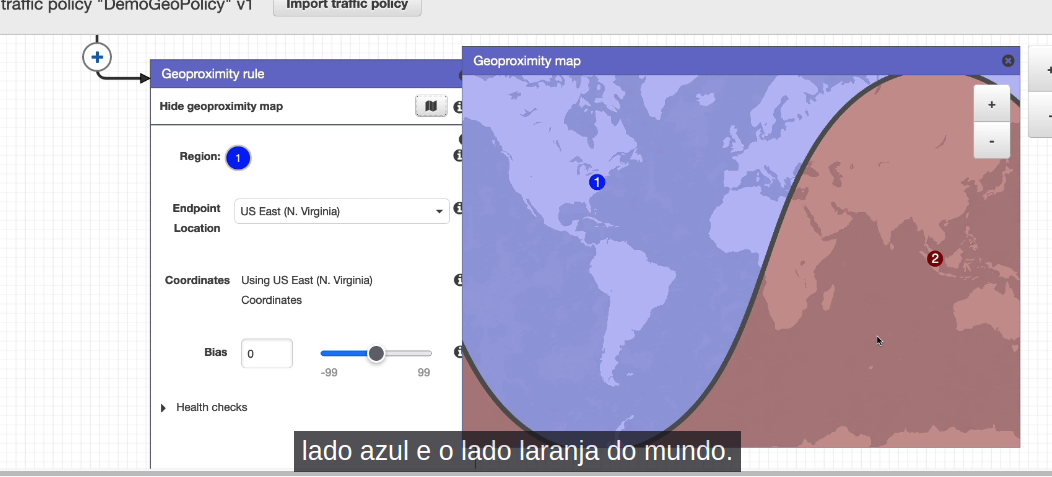 traffic policy "DemoGeoPolicy" v1
Import traffic policy
+
Geoproximity rule
Hide geoproximity map
Region: 1
Endpoint Location
US East (N. Virginia)
Coordinates
Using US East (N. Virginia)
Coordinates
Bias
0
-99
99
Health checks
Geoproximity map
+
-
1
2
+
-
lado azul e o lado laranja do mundo.